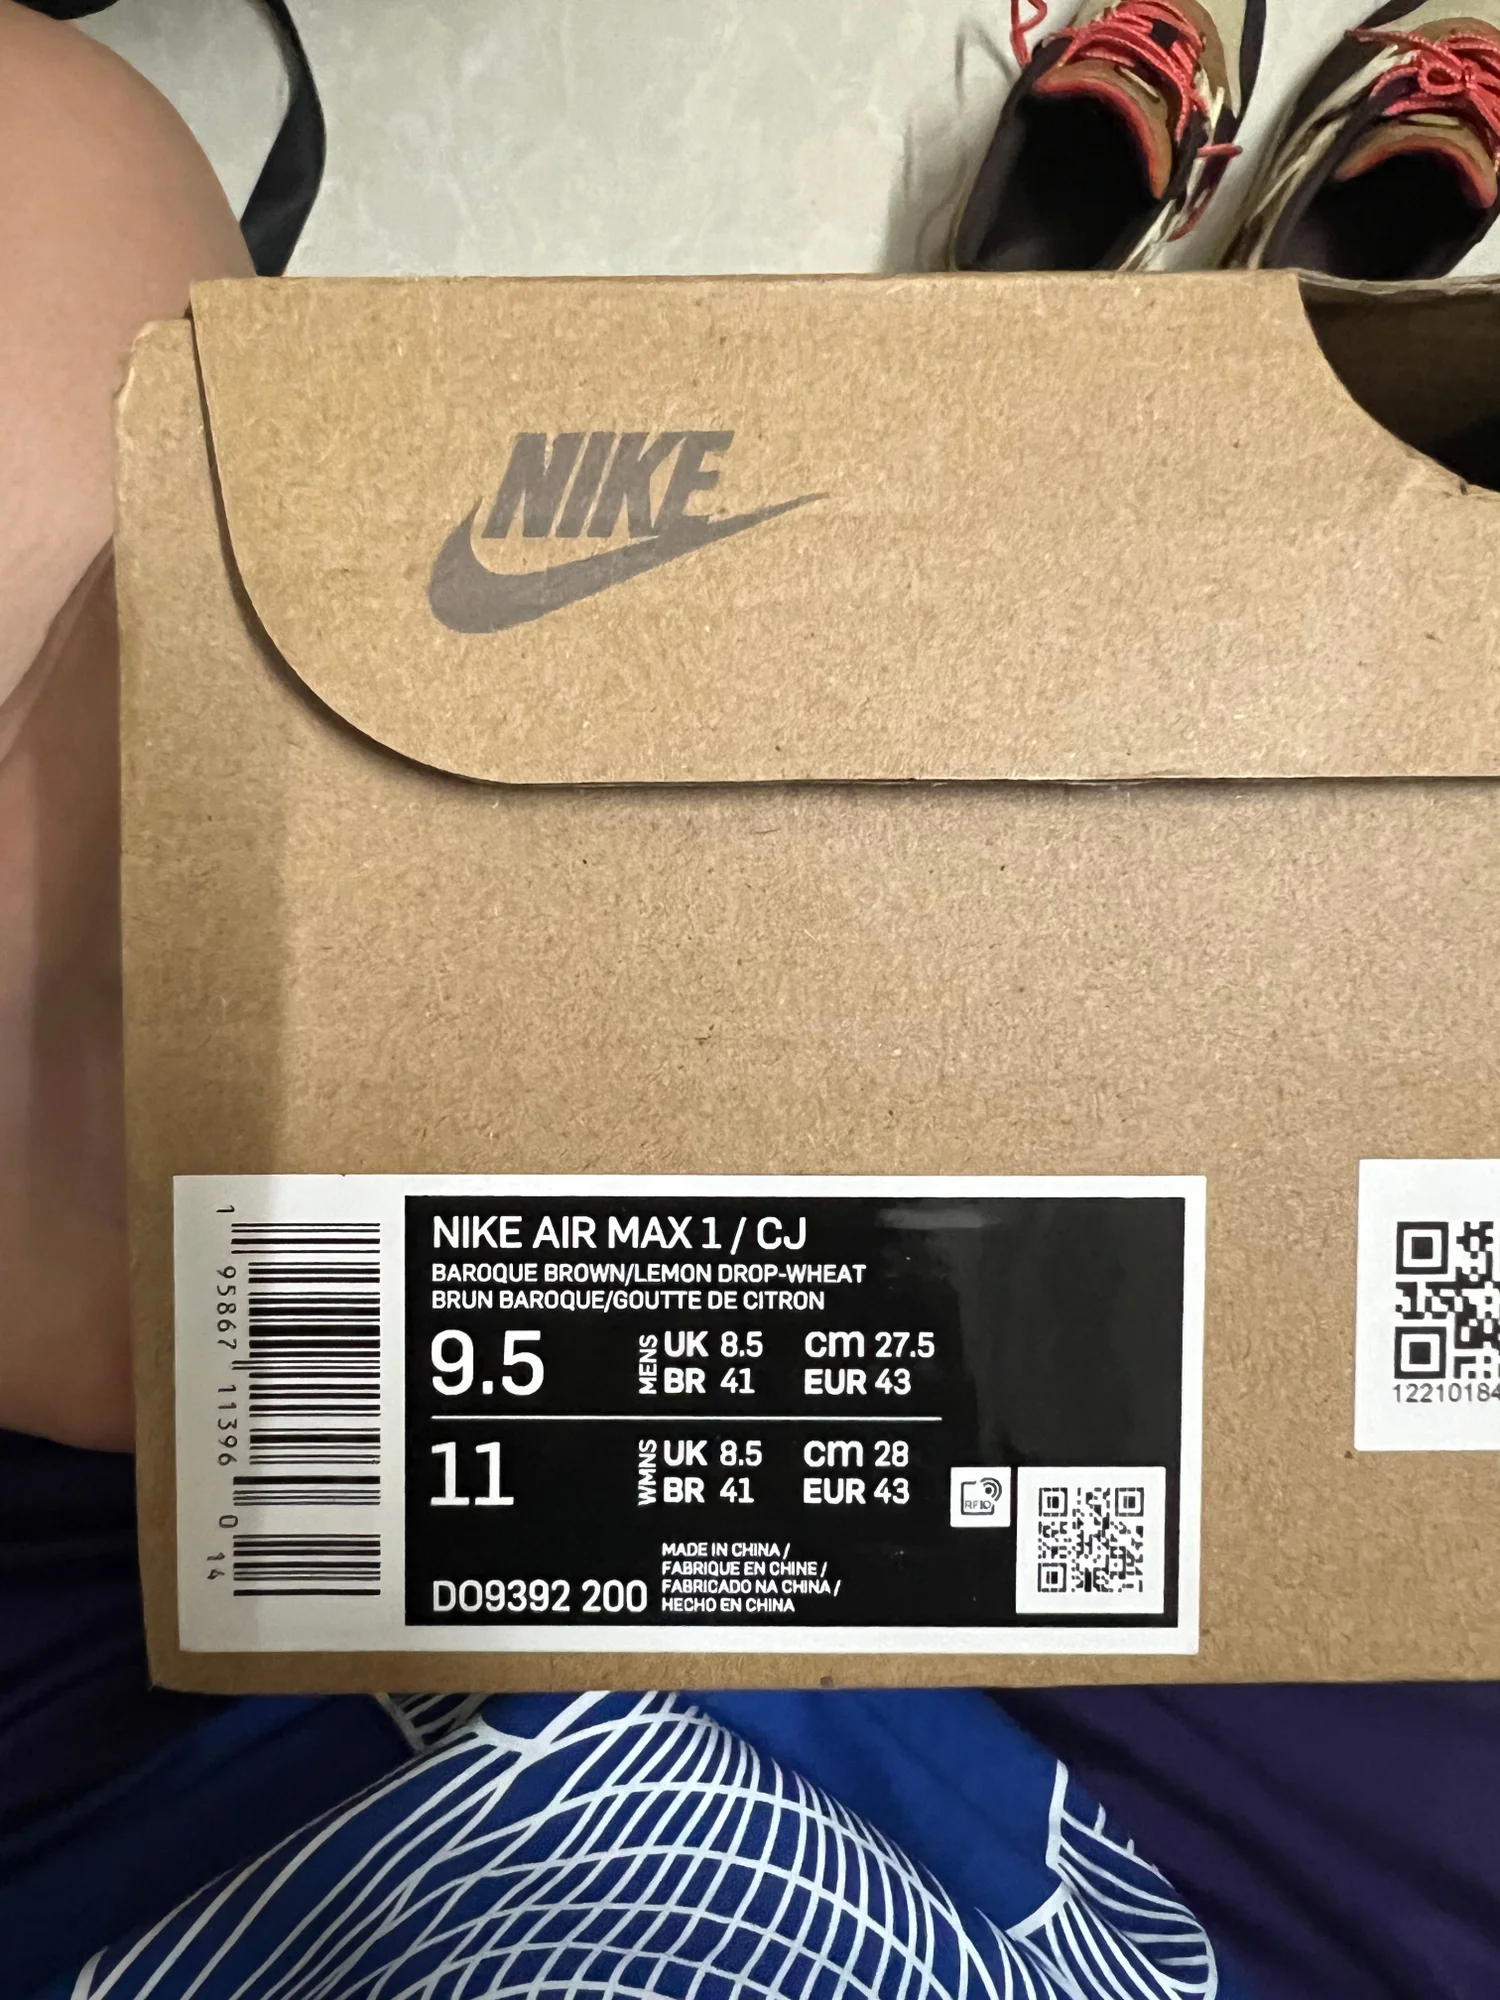 NIKE
NIKE AIR MAX 1 / CJ
BAROQUE BROWN/LEMON DROP-WHEAT
BRUN BAROQUE/GOUTTE DE CITRON
9.5 MENS UK 8.5 cm 27.5
BR 41 EUR 43
11 WMNS UK 8.5 cm 28
BR 41 EUR 43
MADE IN CHINA /
FABRIQUE EN CHINE /
FABRICADO NA CHINA /
HECHO EN CHINA
DO9392 200
RFID
1 95867 11396 0 14
12210184